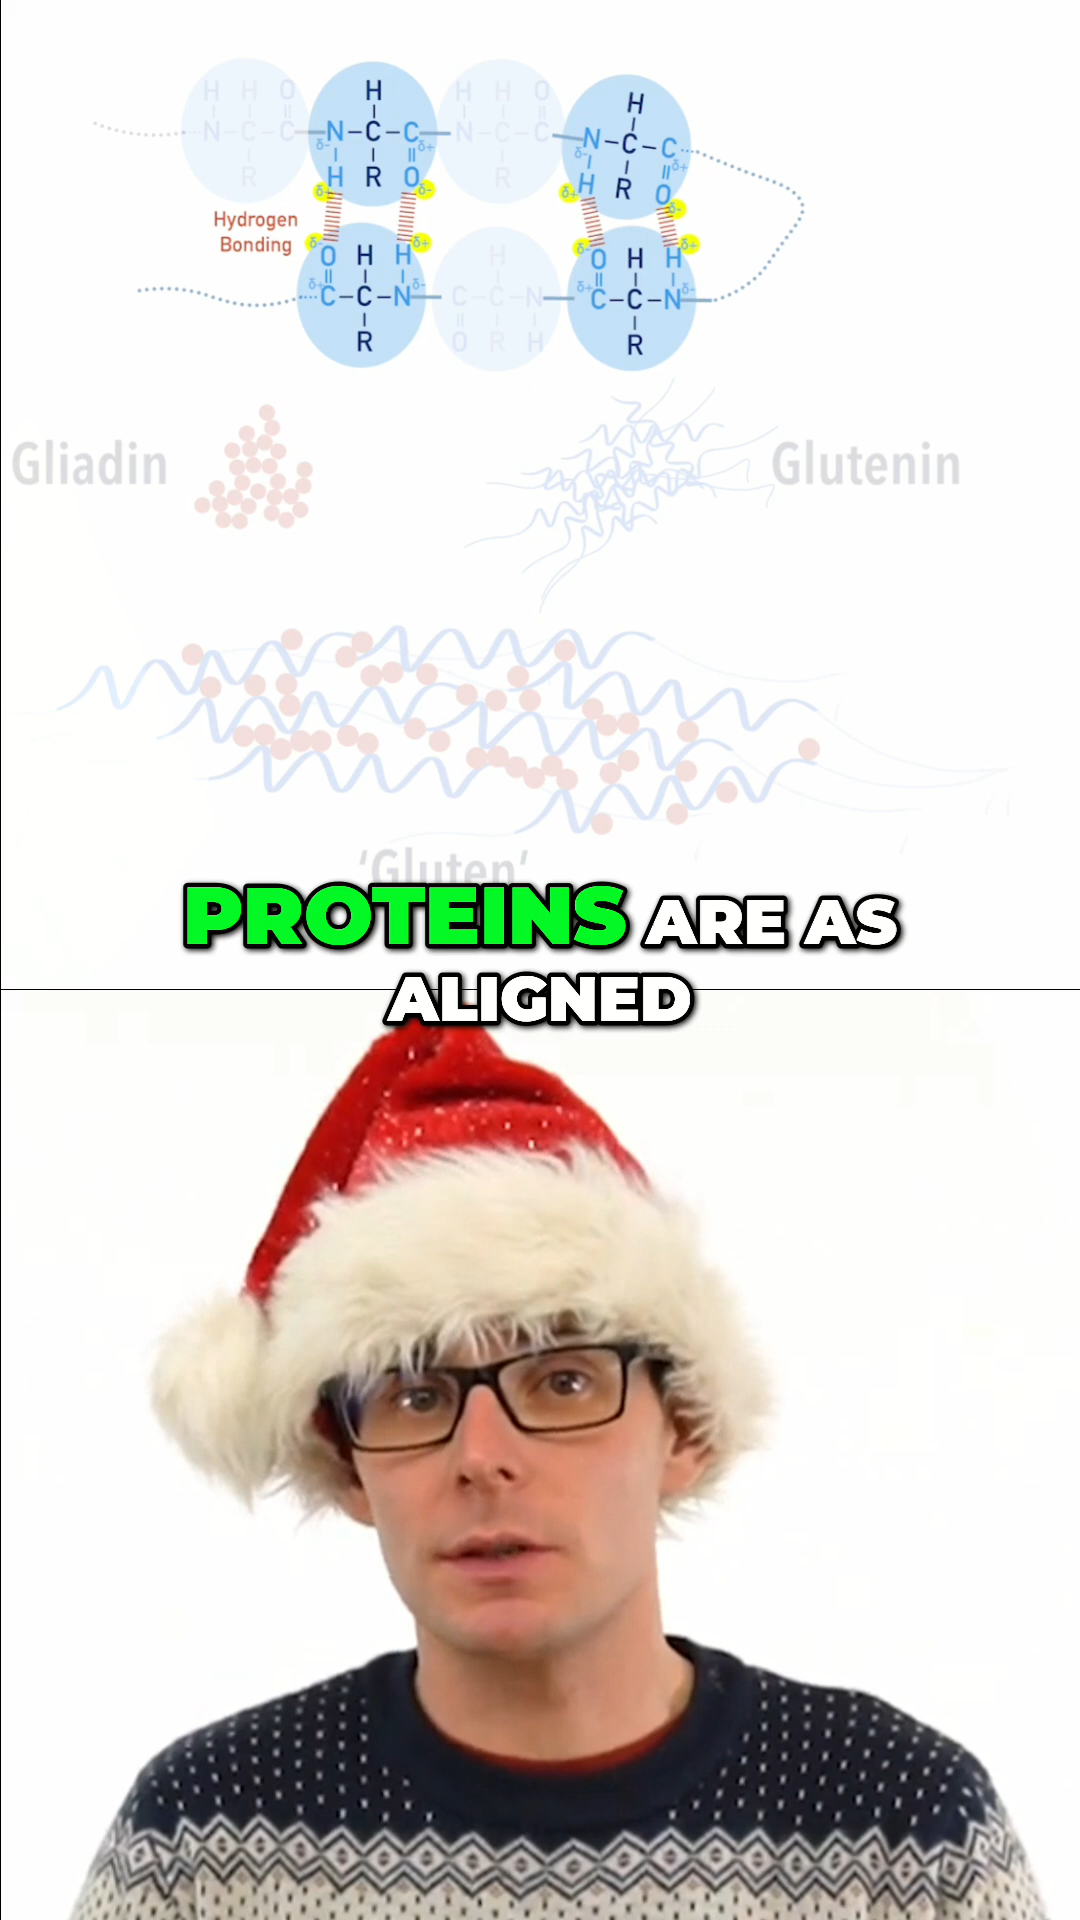 H H O H H H O H
N-C-C-N-C-C-N-C-C-N-C-C
δ- δ+ δ- δ+
R H R O R H R O
δ+ δ- δ+ δ-
Hydrogen
Bonding
δ- δ+ δ- δ+
O H H H O H H
δ+ δ- δ+ δ-
C-C-N-C-C-N-C-C-N
R O R H R
Gliadin
Glutenin
'Gluten'
PROTEINS ARE AS
ALIGNED